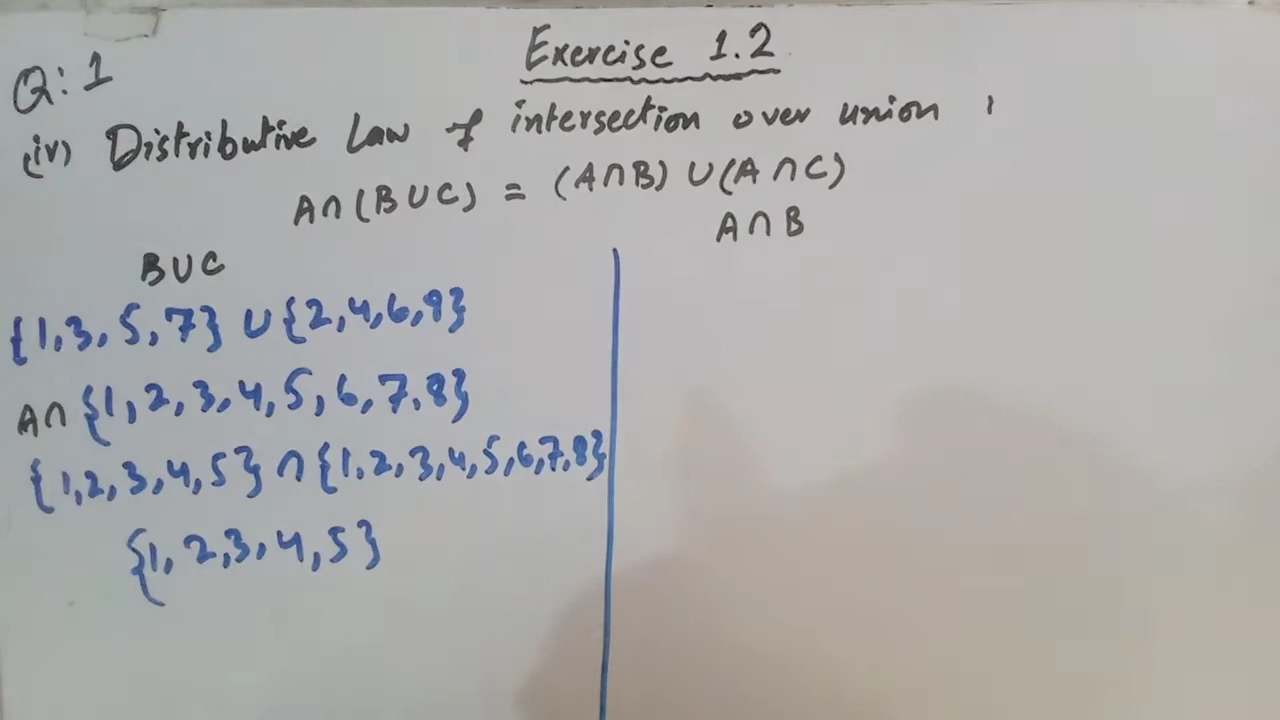 Exercise 1.2
Q:1
(iv) Distributive Law of intersection over union :
A∩(B∪C) = (A∩B) ∪(A∩C)
B∪C
{1,3,5,7} ∪ {2,4,6,8}
A∩ {1,2,3,4,5,6,7,8}
{1,2,3,4,5} ∩ {1,2,3,4,5,6,7,8}
{1,2,3,4,5}
A∩B